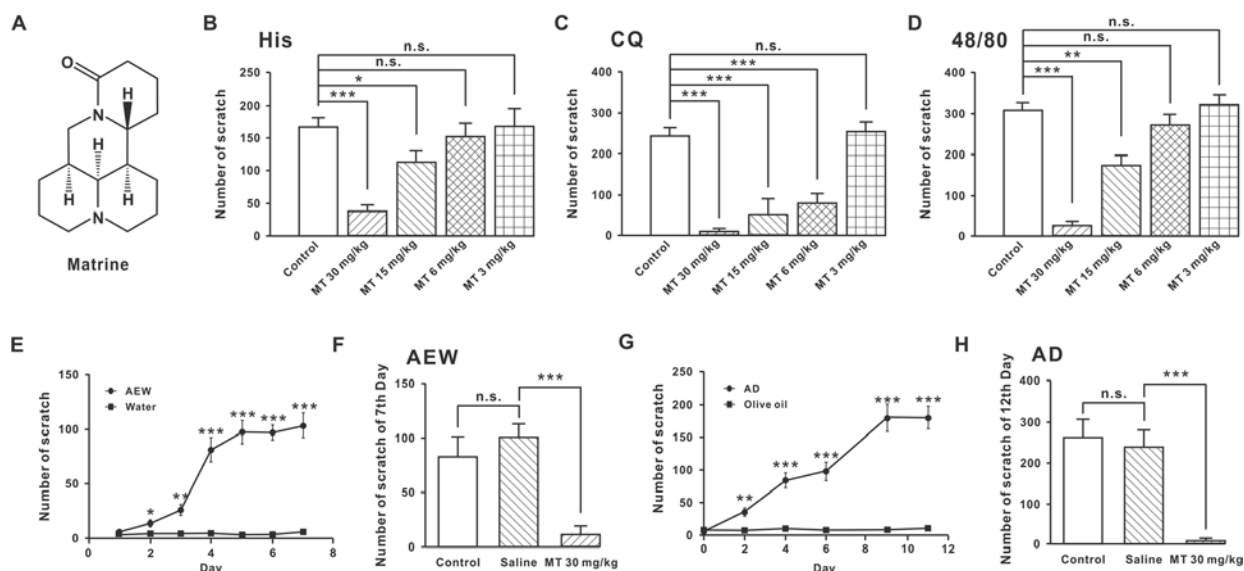 A
O
H
N
H
H
H
N
Matrine
B
His
n.s.
n.s.
*
***
Number of scratch
250
200
150
100
50
0
Control
MT 30 mg/kg
MT 15 mg/kg
MT 6 mg/kg
MT 3 mg/kg
C
CQ
n.s.
***
***
***
Number of scratch
400
300
200
100
0
Control
MT 30 mg/kg
MT 15 mg/kg
MT 6 mg/kg
MT 3 mg/kg
D
48/80
n.s.
n.s.
**
***
Number of scratch
400
300
200
100
0
Control
MT 30 mg/kg
MT 15 mg/kg
MT 6 mg/kg
MT 3 mg/kg
E
Number of scratch
150
100
50
0
AEW
Water
*
**
***
***
***
***
0 2 4 6 8
Day
F
AEW
Number of scratch of 7th Day
150
100
50
0
n.s.
***
Control Saline MT 30 mg/kg
G
Number of scratch
250
200
150
100
50
0
AD
Olive oil
**
***
***
***
***
0 2 4 6 8 10 12
Day
H
AD
Number of scratch of 12th Day
400
300
200
100
0
n.s.
***
Control Saline MT 30 mg/kg